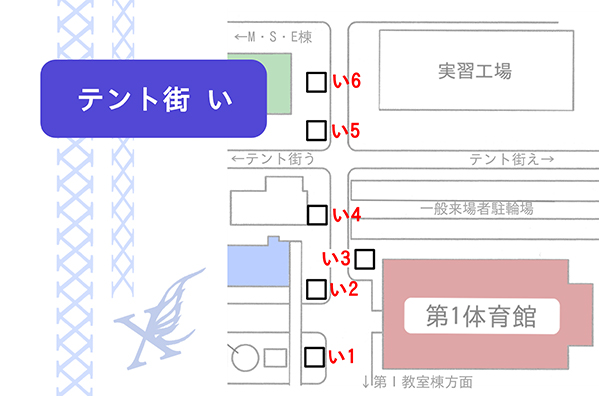 ←M・S・E棟
テント街 い
実習工場
い6
い5
←テント街う
テント街え→
い4
一般来場者駐輪場
い3
い2
第1体育館
い1
↓第Ⅰ教室棟方面